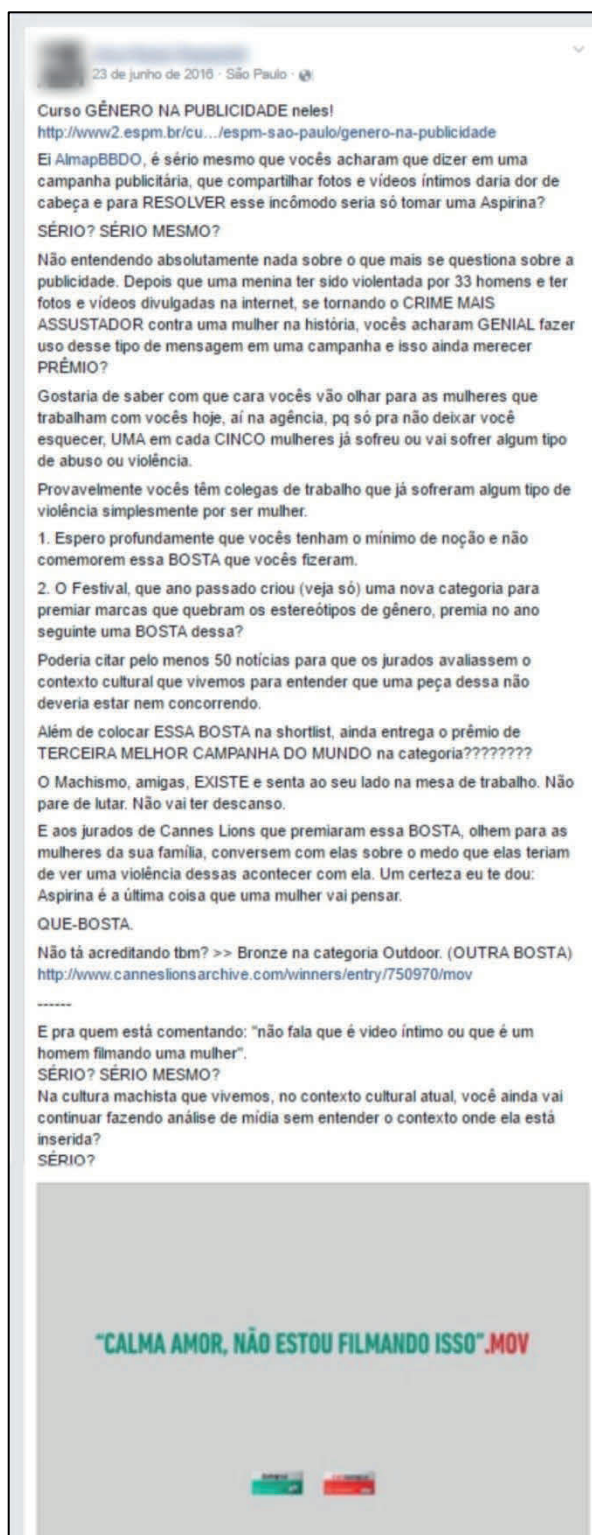 23 de junho de 2016 · São Paulo ·
Curso GÊNERO NA PUBLICIDADE neles!
http://www2.espm.br/cu.../espm-sao-paulo/genero-na-publicidade
Ei AlmapBBDO, é sério mesmo que vocês acharam que dizer em uma
campanha publicitária, que compartilhar fotos e vídeos íntimos daria dor de
cabeça e para RESOLVER esse incômodo seria só tomar uma Aspirina?
SÉRIO? SÉRIO MESMO?
Não entendendo absolutamente nada sobre o que mais se questiona sobre a
publicidade. Depois que uma menina ter sido violentada por 33 homens e ter
fotos e vídeos divulgadas na internet, se tornando o CRIME MAIS
ASSUSTADOR contra uma mulher na história, vocês acharam GENIAL fazer
uso desse tipo de mensagem em uma campanha e isso ainda merecer
PRÊMIO?
Gostaria de saber com que cara vocês vão olhar para as mulheres que
trabalham com vocês hoje, aí na agência, pq só pra não deixar você
esquecer, UMA em cada CINCO mulheres já sofreu ou vai sofrer algum tipo
de abuso ou violência.
Provavelmente vocês têm colegas de trabalho que já sofreram algum tipo de
violência simplesmente por ser mulher.
1. Espero profundamente que vocês tenham o mínimo de noção e não
comemorem essa BOSTA que vocês fizeram.
2. O Festival, que ano passado criou (veja só) uma nova categoria para
premiar marcas que quebram os estereótipos de gênero, premia no ano
seguinte uma BOSTA dessa?
Poderia citar pelo menos 50 notícias para que os jurados avaliassem o
contexto cultural que vivemos para entender que uma peça dessa não
deveria estar nem concorrendo.
Além de colocar ESSA BOSTA na shortlist, ainda entrega o prêmio de
TERCEIRA MELHOR CAMPANHA DO MUNDO na categoria????????
O Machismo, amigas, EXISTE e senta ao seu lado na mesa de trabalho. Não
pare de lutar. Não vai ter descanso.
E aos jurados de Cannes Lions que premiaram essa BOSTA, olhem para as
mulheres da sua família, conversem com elas sobre o medo que elas teriam
de ver uma violência dessas acontecer com ela. Um certeza eu te dou:
Aspirina é a última coisa que uma mulher vai pensar.
QUE-BOSTA.
Não tá acreditando tbm? >> Bronze na categoria Outdoor. (OUTRA BOSTA)
http://www.canneslionsarchive.com/winners/entry/750970/mov
------
E pra quem está comentando: "não fala que é video íntimo ou que é um
homem filmando uma mulher".
SÉRIO? SÉRIO MESMO?
Na cultura machista que vivemos, no contexto cultural atual, você ainda vai
continuar fazendo análise de mídia sem entender o contexto onde ela está
inserida?
SÉRIO?
"CALMA AMOR, NÃO ESTOU FILMANDO ISSO".MOV